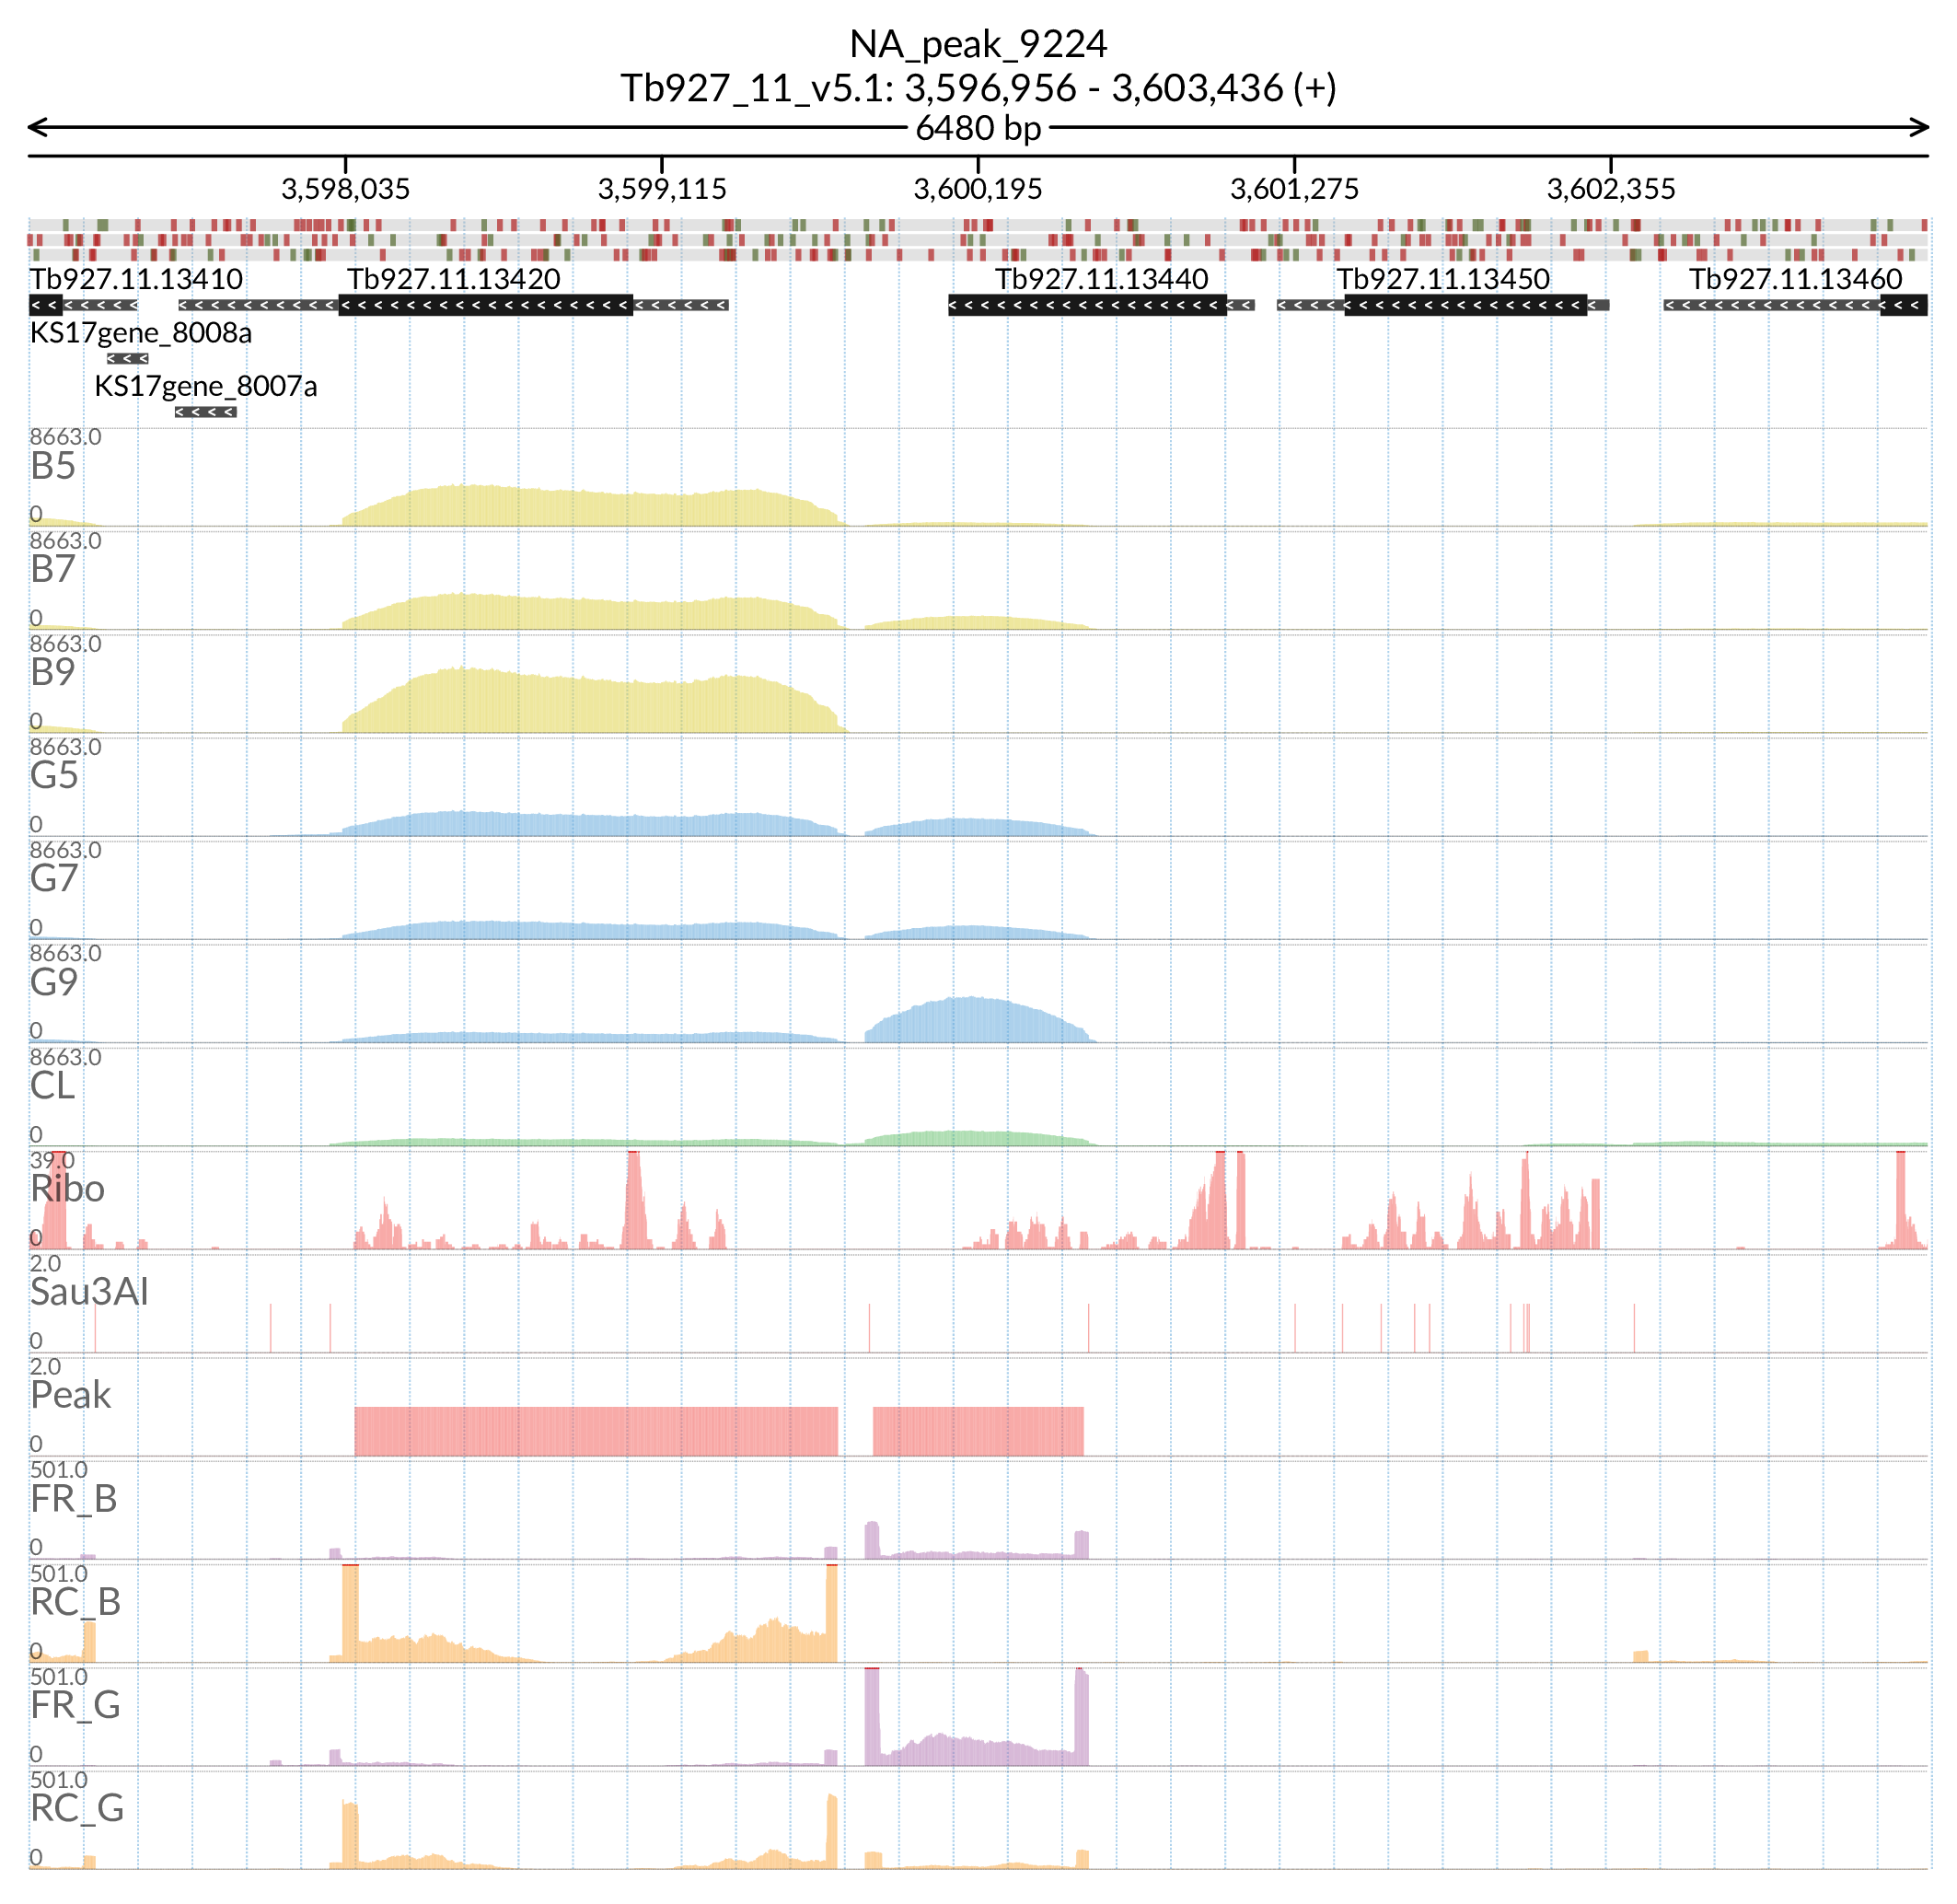 NA_peak_9224
Tb927_11_v5.1: 3,596,956 - 3,603,436 (+)
6480 bp
3,598,035 3,599,115 3,600,195 3,601,275 3,602,355
Tb927.11.13410 Tb927.11.13420 Tb927.11.13440 Tb927.11.13450 Tb927.11.13460
KS17gene_8008a
KS17gene_8007a
8663.0
B5
0
8663.0
B7
0
8663.0
B9
0
8663.0
G5
0
8663.0
G7
0
8663.0
G9
0
8663.0
CL
0
39.0
Ribo
0
2.0
Sau3AI
0
2.0
Peak
0
501.0
FR_B
0
501.0
RC_B
0
501.0
FR_G
0
501.0
RC_G
0